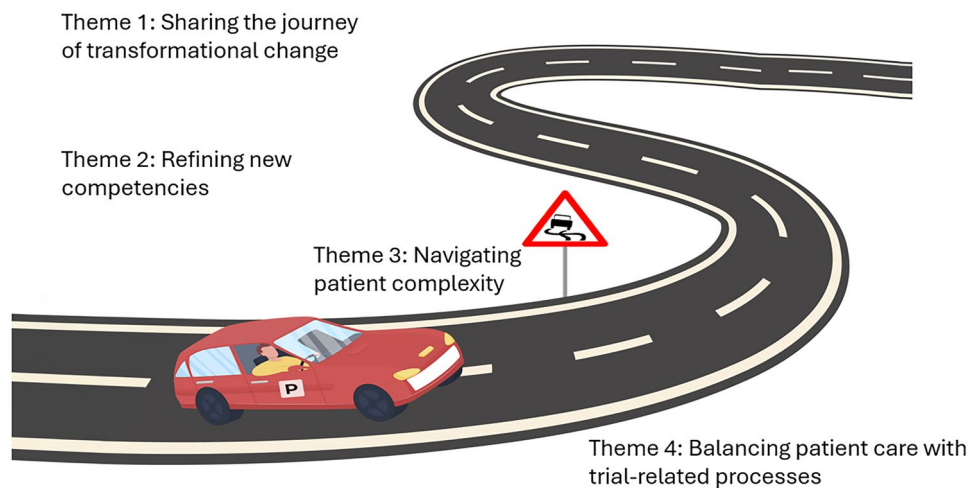 Theme 1: Sharing the journey
of transformational change
Theme 2: Refining new
competencies
Theme 3: Navigating
patient complexity
P
Theme 4: Balancing patient care with
trial-related processes